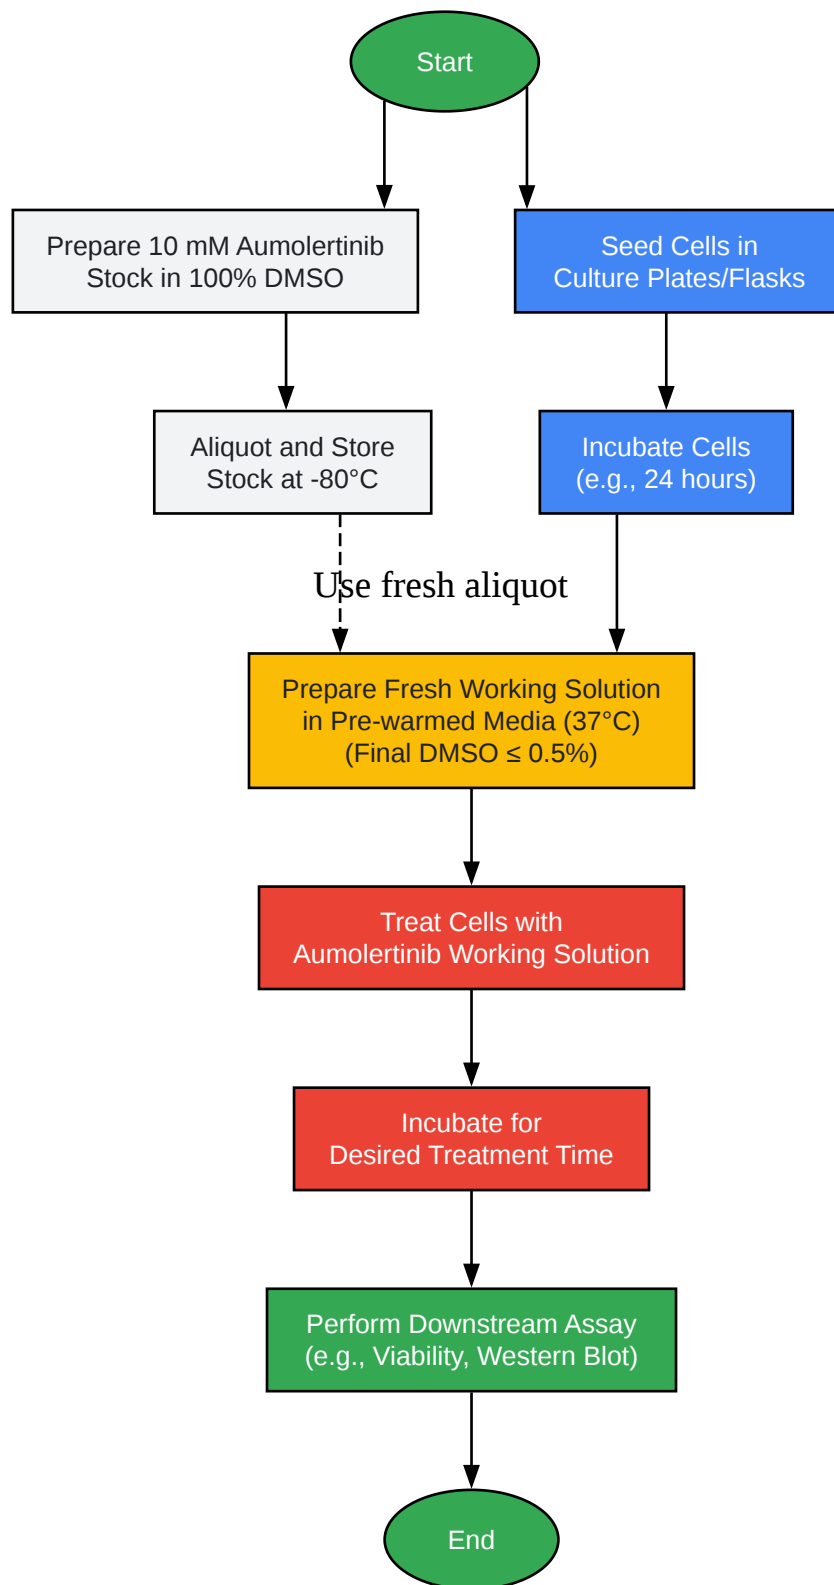 Start
Prepare 10 mM Aumolertinib
Stock in 100% DMSO
Seed Cells in
Culture Plates/Flasks
Aliquot and Store
Stock at -80°C
Incubate Cells
(e.g., 24 hours)
Use fresh aliquot
Prepare Fresh Working Solution
in Pre-warmed Media (37°C)
(Final DMSO ≤ 0.5%)
Treat Cells with
Aumolertinib Working Solution
Incubate for
Desired Treatment Time
Perform Downstream Assay
(e.g., Viability, Western Blot)
End